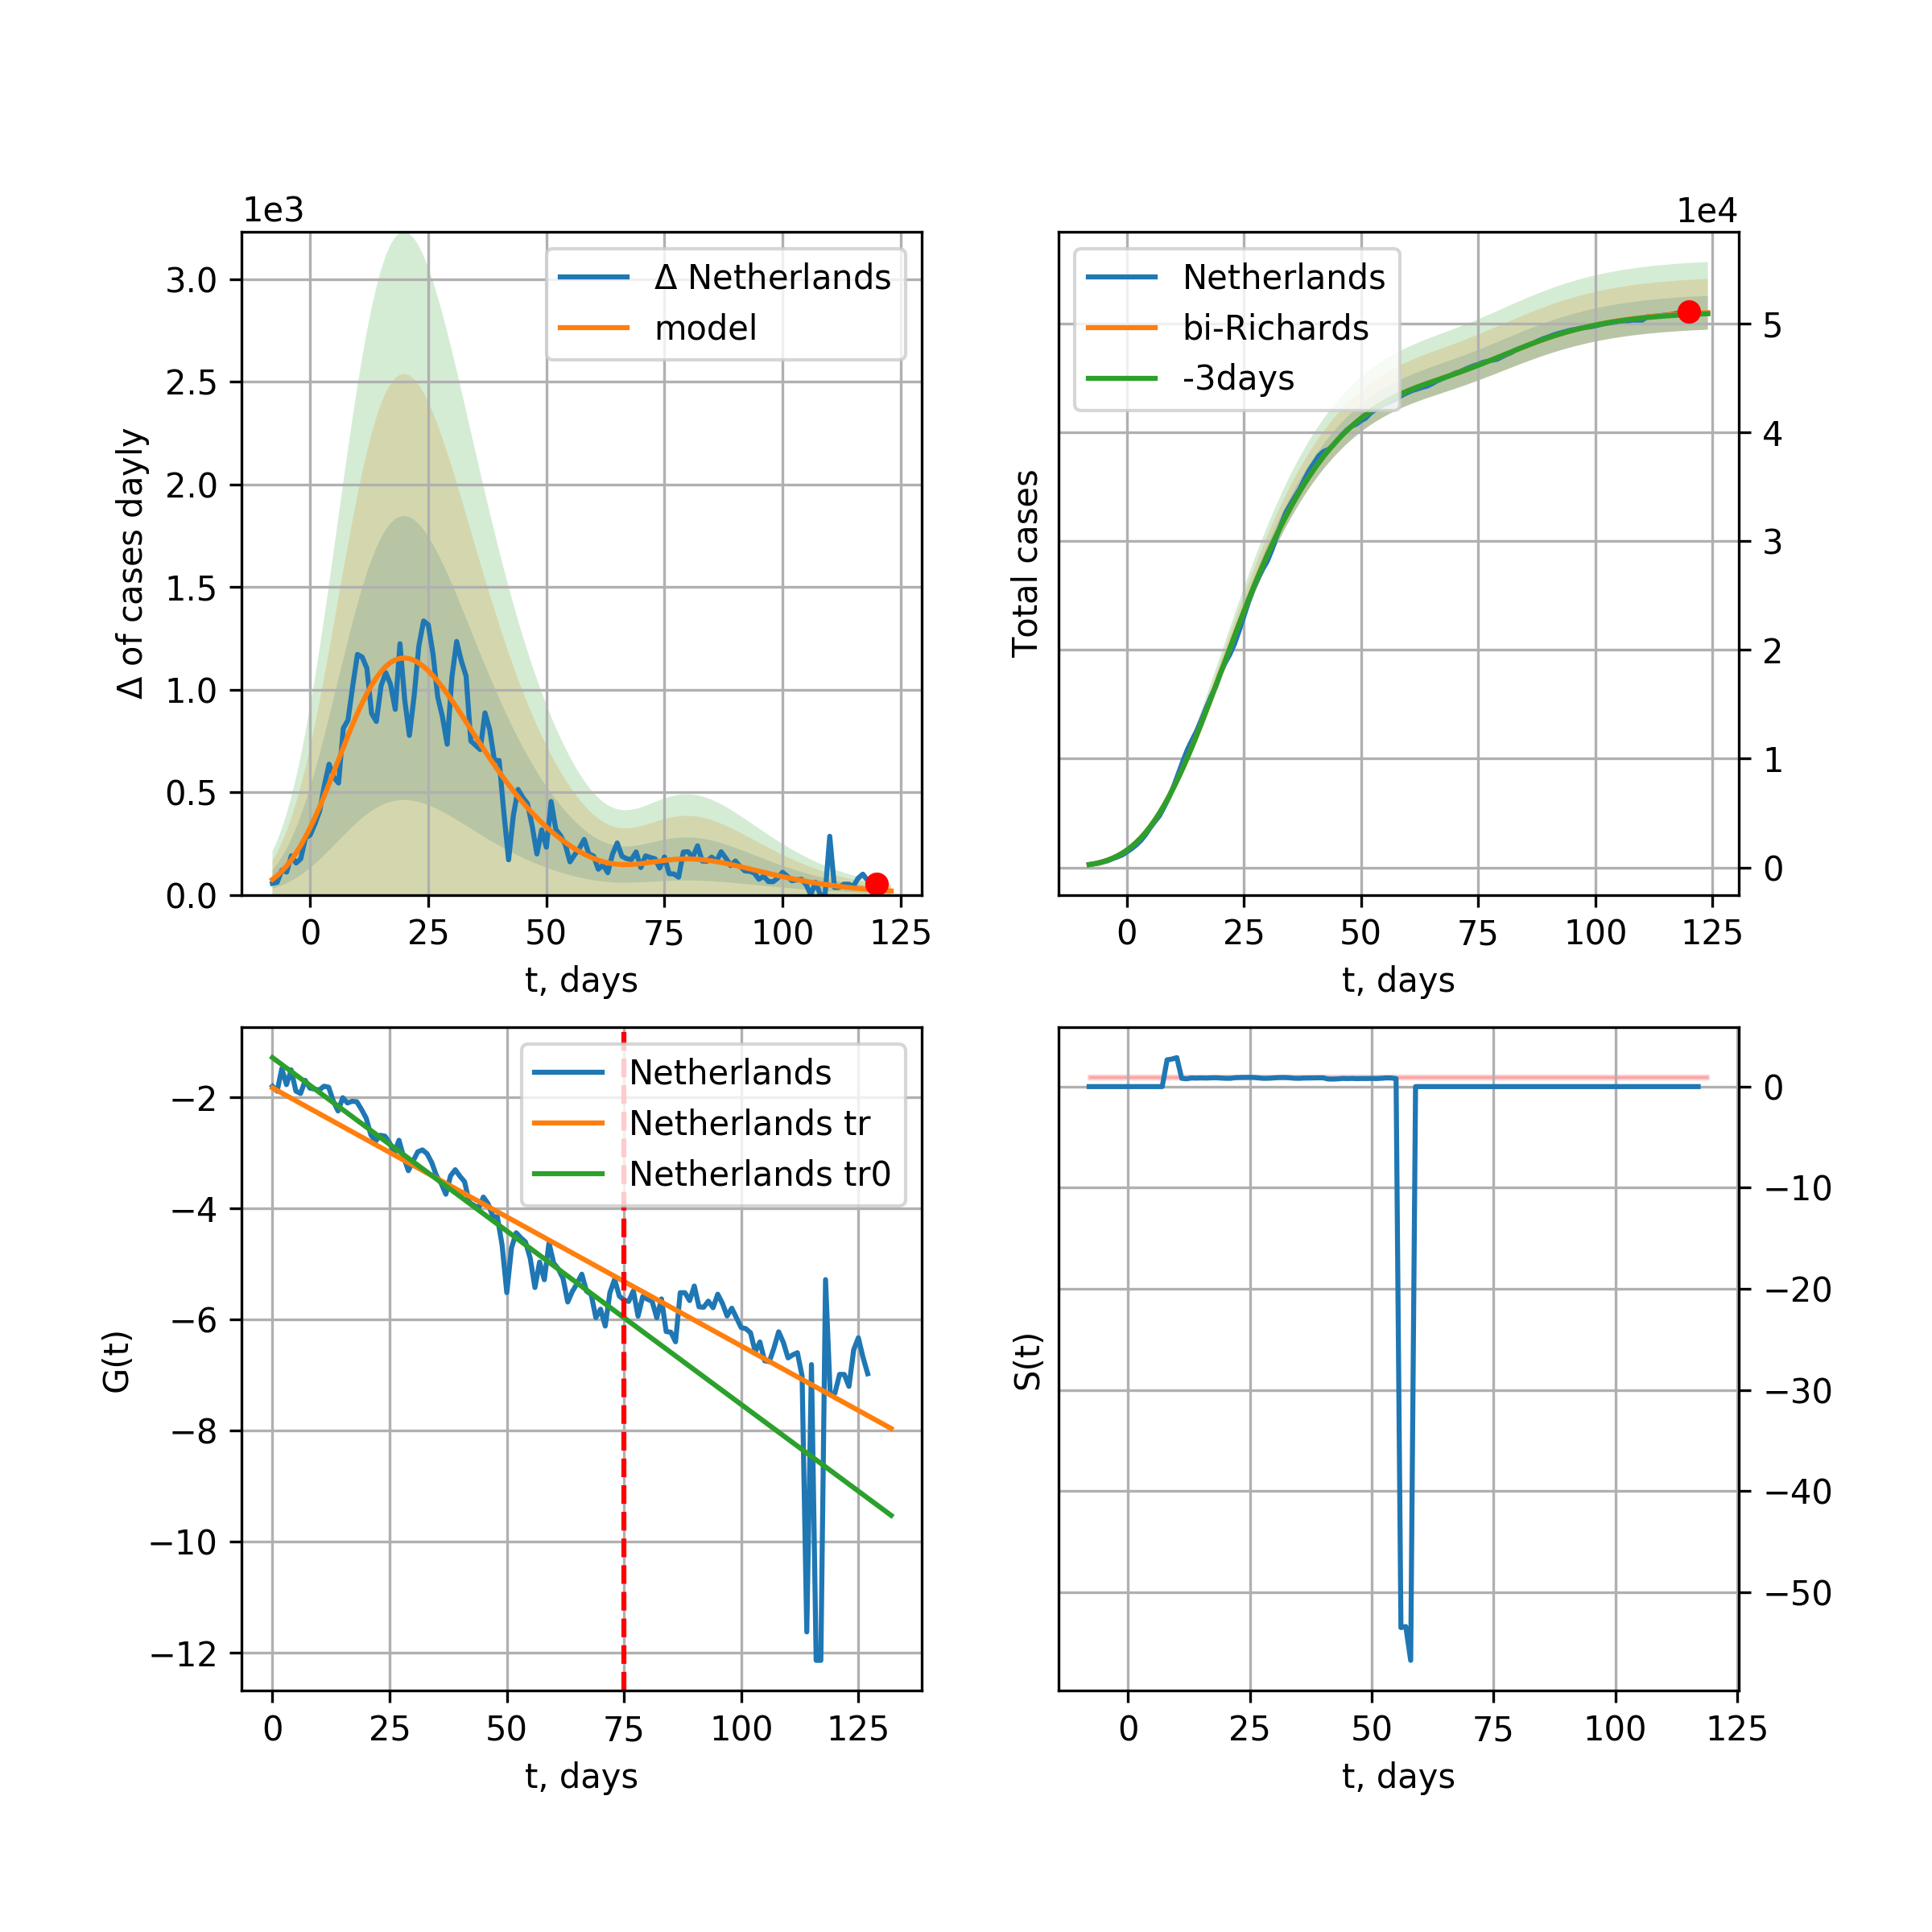 1e3
3.0
2.5
2.0
1.5
1.0
0.5
0.0
Δ of cases dayly
Δ Netherlands
model
0 25 50 75 100 125
t, days
1e4
Total cases
Netherlands
bi-Richards
-3days
5
4
3
2
1
0
0 25 50 75 100 125
t, days
−2
−4
−6
−8
−10
−12
G(t)
Netherlands
Netherlands tr
Netherlands tr0
0 25 50 75 100 125
t, days
S(t)
0
−10
−20
−30
−40
−50
0 25 50 75 100 125
t, days